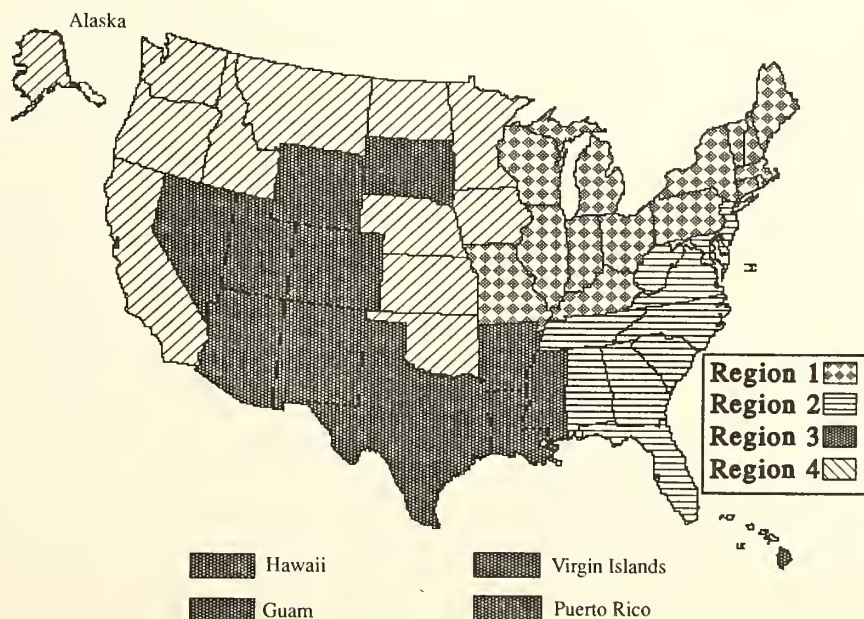 Alaska
Region 1
Region 2
Region 3
Region 4
Hawaii
Virgin Islands
Guam
Puerto Rico